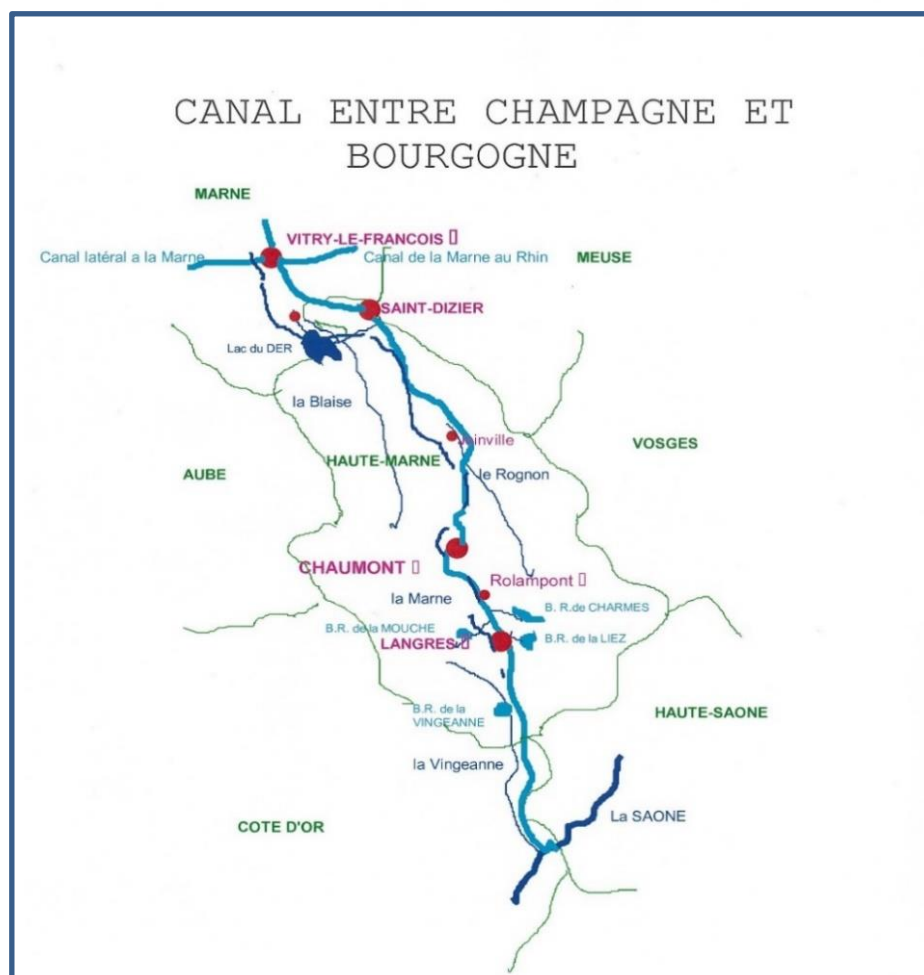 CANAL ENTRE CHAMPAGNE ET
BOURGOGNE
MARNE
VITRY-LE-FRANCOIS
Canal latéral a la Marne
Canal de la Marne au Rhin
MEUSE
SAINT-DIZIER
Lac du DER
la Blaise
Joinville
VOSGES
HAUTE-MARNE
AUBE
le Rognon
CHAUMONT
Rolampont
la Marne
B. R.de CHARMES
B.R. de la MOUCHE
LANGRES
B.R. de la LIEZ
B.R. de la
VINGEANNE
HAUTE-SAONE
la Vingeanne
La SAONE
COTE D'OR